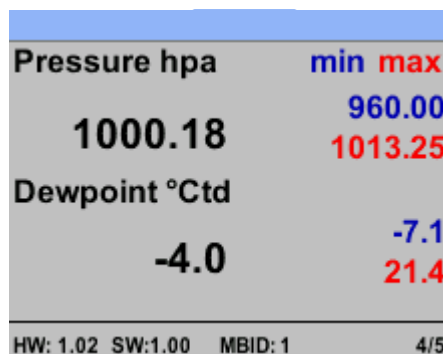 Pressure hpa min max
960.00
1000.18
1013.25
Dewpoint °Ctd
-7.1
-4.0
21.4
HW: 1.02 SW:1.00 MBID: 1 4/5